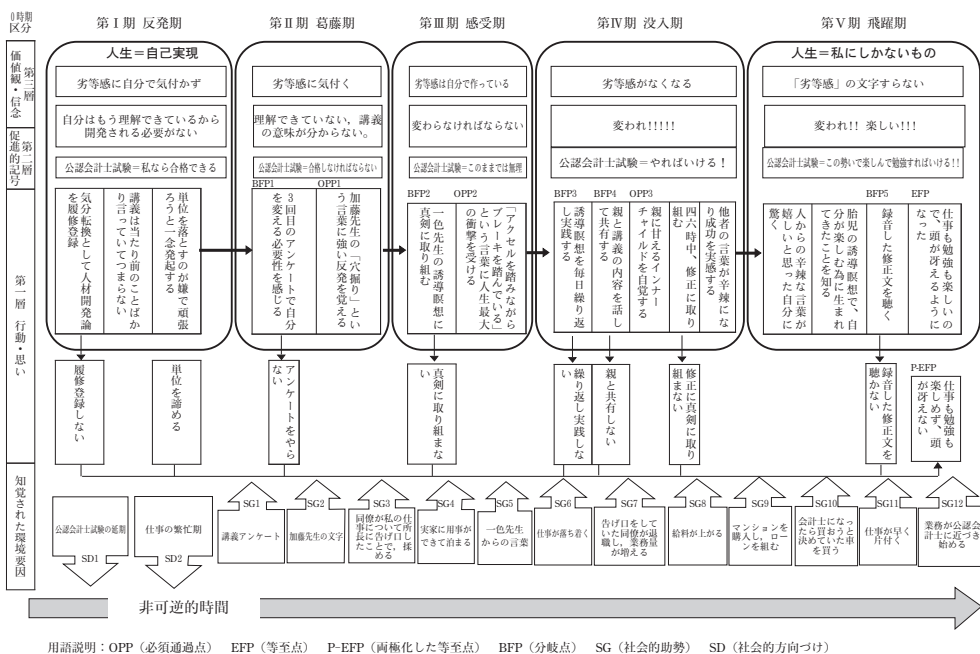 ０時期
区分
第Ⅰ期 反発期
第Ⅱ期 葛藤期
第Ⅲ期 感受期
第Ⅳ期 没入期
第Ⅴ期 飛躍期
第三層
価値観・信念
人生＝自己実現
人生＝私にしかないもの
劣等感に自分で気付かず
劣等感に気付く
劣等感は自分で作っている
劣等感がなくなる
「劣等感」の文字すらない
自分はもう理解できているから
開発される必要がない
理解できていない，講義
の意味が分からない。
変わらなければならない
変われ!!!!!
変われ!! 楽しい!!!
第二層
促進的記号
公認会計士試験＝私なら合格できる
公認会計士試験＝合格しなければならない
公認会計士試験＝このままでは無理
公認会計士試験＝やればいける！
公認会計士試験＝この勢いで楽しんで勉強すればいける!!
第一層 行動・思い
気分転換として人材開発論
を履修登録
講義は当たり前のことばか
り言っていてつまらない
単位を落とすのが嫌で頑張
ろうと一念発起する
BFP1
3回目のアンケートで自分
を変える必要性を感じる
OPP1
加藤先生の「穴掘り」とい
う言葉に強い反発を覚える
BFP2
一色先生の誘導瞑想に
真剣に取り組む
OPP2
「アクセルを踏みながら
ブレーキを踏んでいる」
という言葉に人生最大
の衝撃を受ける
BFP3
誘導瞑想を毎日繰り返
し実践する
BFP4
親と講義の内容を話し
て共有する
OPP3
親に甘えるインナー
チャイルドを自覚する
四六時中、修正に取り
組む
他者の言葉が辛辣にな
り成功を実感する
人からの辛辣な言葉が
嬉しいと思った自分に
驚く
胎児の誘導瞑想で、自
分が楽しむ為に生まれ
てきたことを知る
BFP5
録音した修正文を聴く
EFP
仕事も勉強も楽しいの
で、頭が冴えるように
なった
履修登録しない
単位を諦める
アンケートをやら
ない
真剣に取り組まな
い
繰り返し実践しな
い
親と共有しない
修正に真剣に取り
組まない
録音した修正文を
聴かない
P-EFP
仕事も勉強も
楽しめず、頭
が冴えない
知覚された環境要因
公認会計士試験の延期
SD1
仕事の繁忙期
SD2
SG1
講義アンケート
SG2
加藤先生の文字
SG3
同僚が私の仕
事について所
長に告げ口し
たことで，揉
める
SG4
実家に用事が
できて泊まる
SG5
一色先生
からの言葉
SG6
仕事が落ち着く
SG7
告げ口をして
いた同僚が退
職し，業務量
が増える
SG8
給料が上がる
SG9
マンションを
購入し，ロー
ンを組む
SG10
会計士になっ
たら買おうと
決めていた車
を買う
SG11
仕事が早く
片付く
SG12
業務が公認会
計士に近づき
始める
非可逆的時間
用語説明：OPP（必須通過点） EFP（等至点） P-EFP（両極化した等至点） BFP（分岐点） SG（社会的助勢） SD（社会的方向づけ）